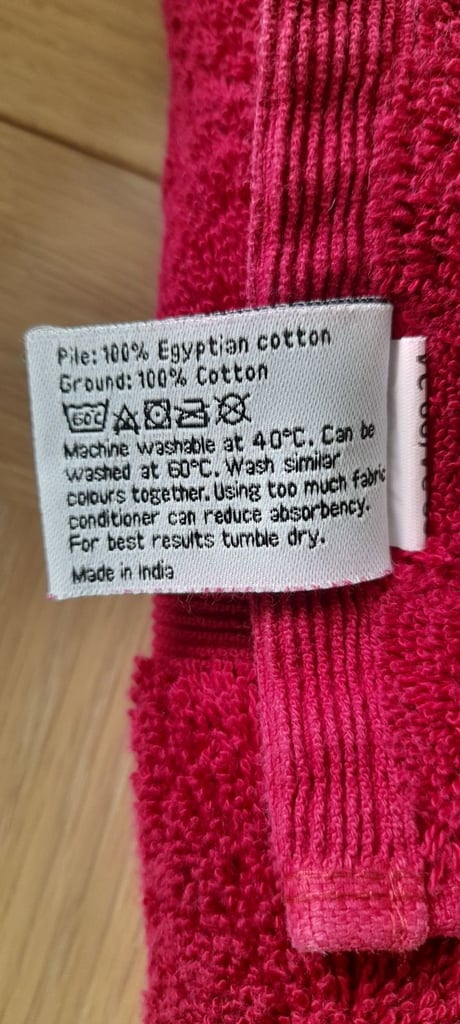 Pile: 100% Egyptian cotton
Ground: 100% Cotton
60°C
Machine washable at 40°C. Can be
washed at 60°C. Wash similar
colours together. Using too much fabric
conditioner can reduce absorbency.
For best results tumble dry.
Made in India